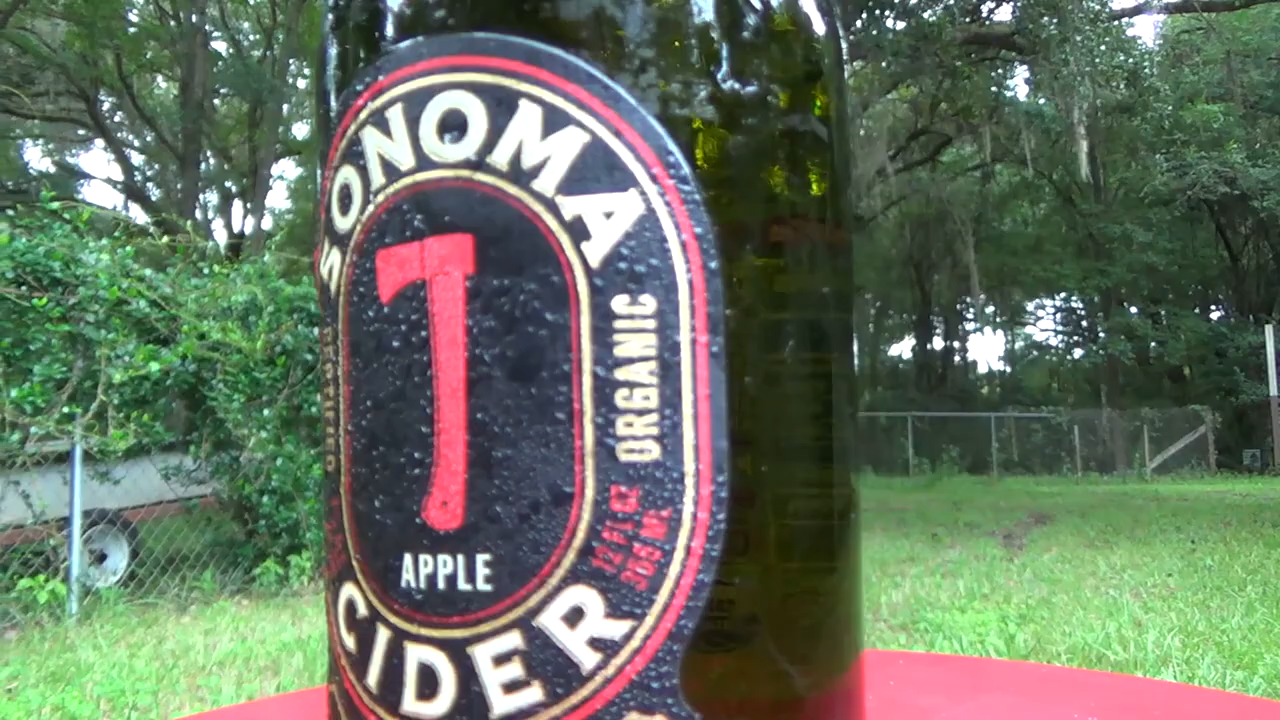 SONOMA
ORGANIC
12 FL OZ
355 ML
APPLE
CIDER